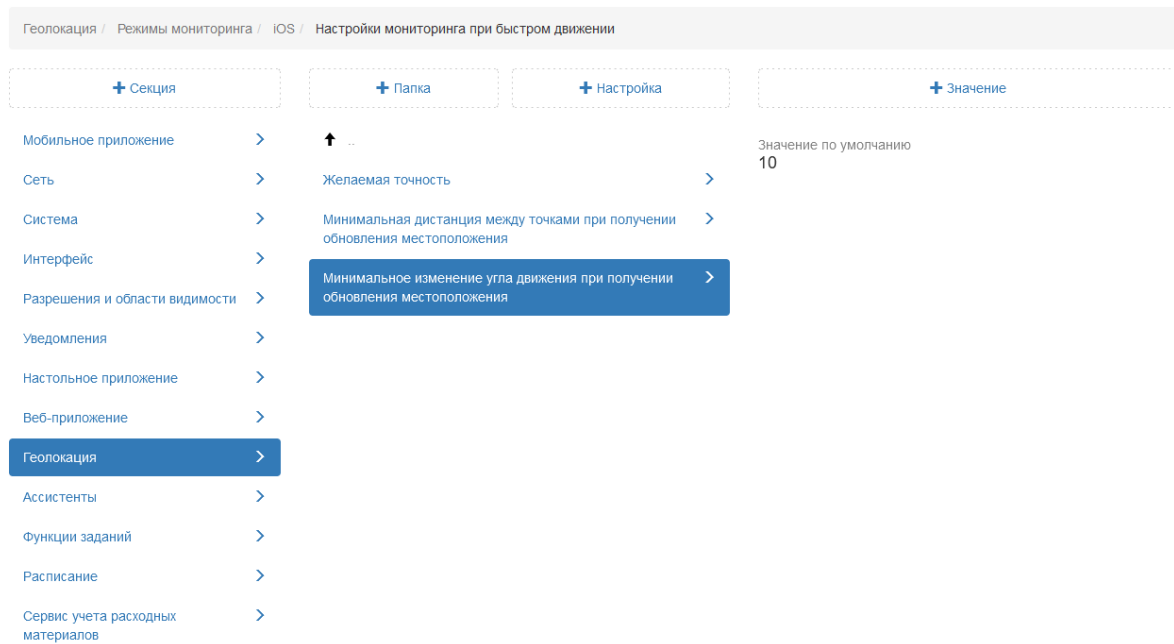 Геолокация / Режимы мониторинга / iOS / Настройки мониторинга при быстром движении
+ Секция
+ Папка
+ Настройка
+ Значение
Мобильное приложение
Сеть
Система
Интерфейс
Разрешения и области видимости
Уведомления
Настольное приложение
Веб-приложение
Геолокация
Ассистенты
Функции заданий
Расписание
Сервис учета расходных
материалов
..
Желаемая точность
Минимальная дистанция между точками при получении
обновления местоположения
Минимальное изменение угла движения при получении
обновления местоположения
Значение по умолчанию
10